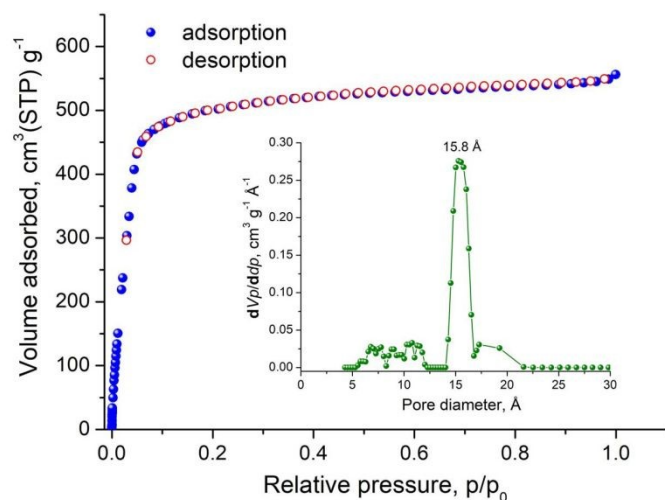 adsorption
desorption
Volume adsorbed, cm³(STP) g⁻¹
600
500
400
300
200
100
0
0.0 0.2 0.4 0.6 0.8 1.0
Relative pressure, p/p₀
15.8 Å
dVp/ddp, cm³ g⁻¹ Å⁻¹
0.30
0.25
0.20
0.15
0.10
0.05
0.00
0 5 10 15 20 25 30
Pore diameter, Å